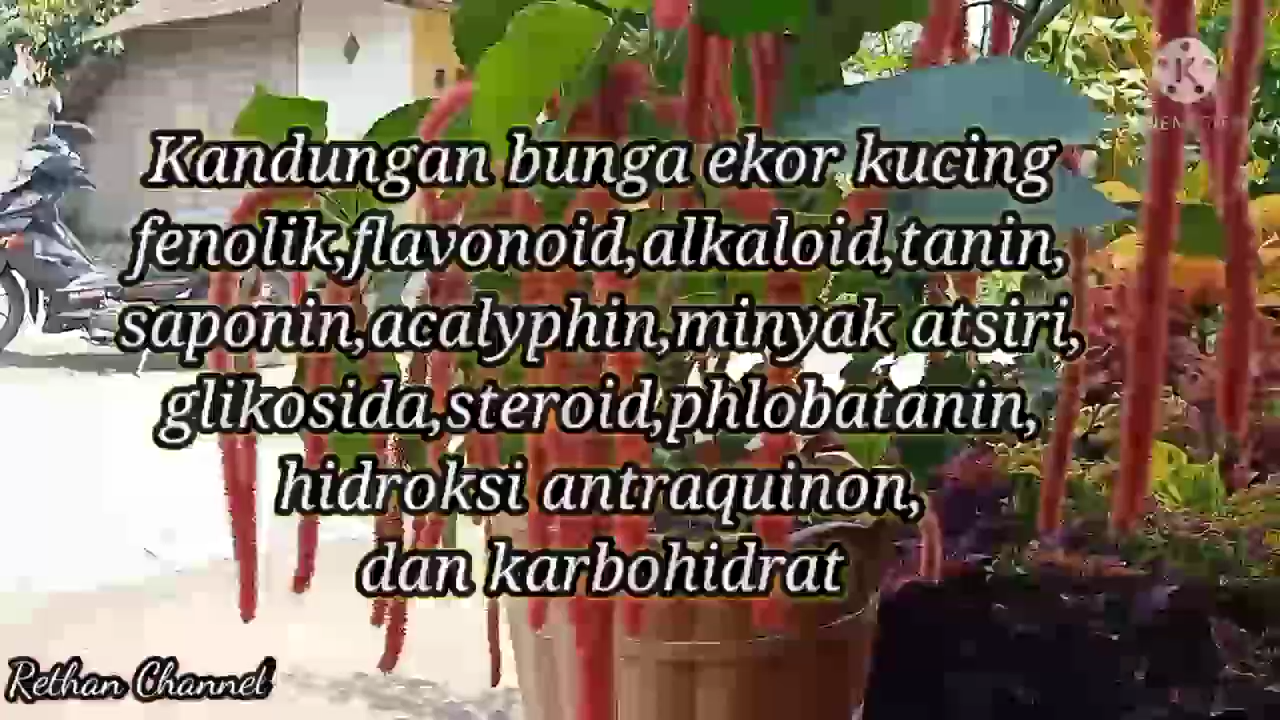 Kandungan bunga ekor kucing
fenolik,flavonoid,alkaloid,tanin,
saponin,acalyphin,minyak atsiri,
glikosida,steroid,phlobatanin,
hidroksi antraquinon,
dan karbohidrat
Rethan Channel
K